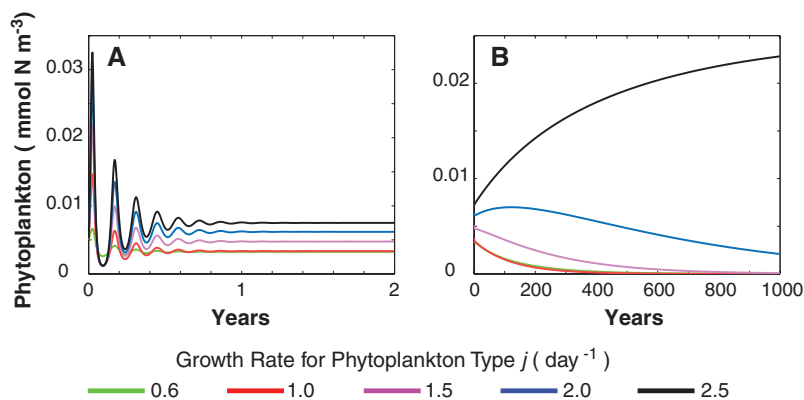 Phytoplankton ( mmol N m-3)
A
0.03
0.02
0.01
0
0 1 2
Years
B
0.02
0.01
0
0 200 400 600 800 1000
Years
Growth Rate for Phytoplankton Type j ( day -1)
0.6 1.0 1.5 2.0 2.5